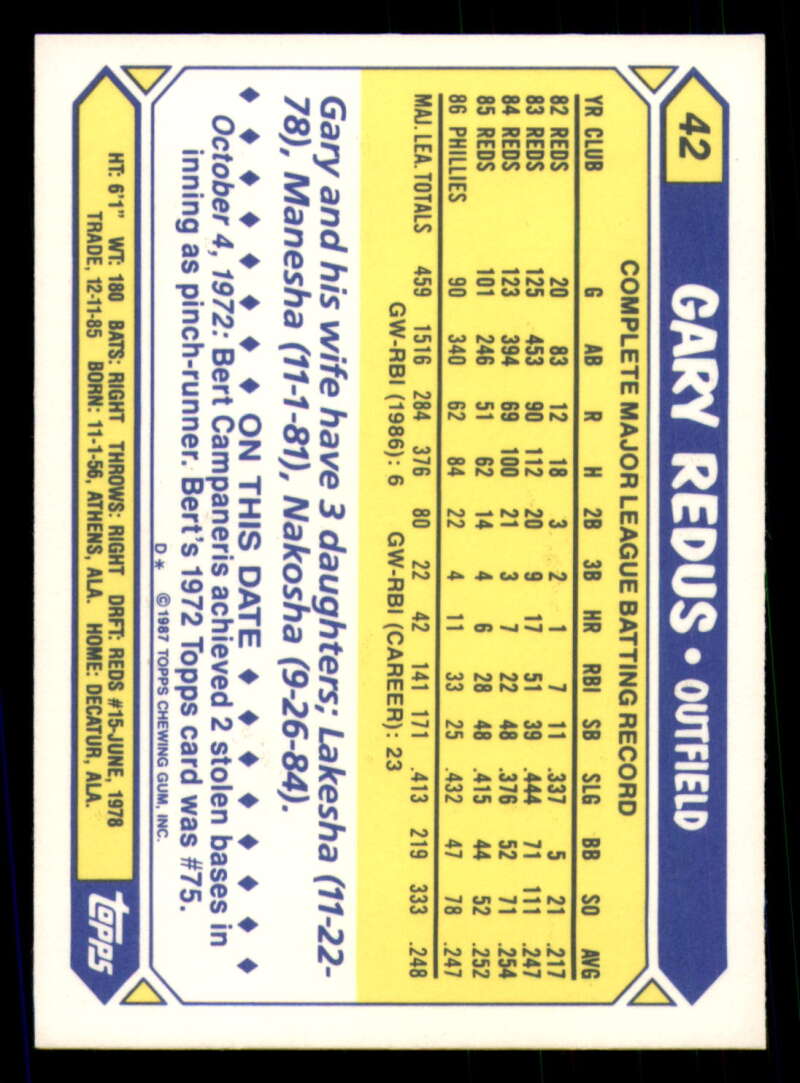 42 GARY REDUS • OUTFIELD
COMPLETE MAJOR LEAGUE BATTING RECORD
YR CLUB G AB R H 2B 3B HR RBI SB SLG BB SO AVG
82 REDS 20 83 12 18 3 2 1 7 11 .337 5 21 .217
83 REDS 125 453 90 112 20 9 17 51 39 .444 71 111 .247
84 REDS 123 394 69 100 21 3 7 22 48 .376 52 71 .254
85 REDS 101 246 51 62 14 4 6 28 48 .415 44 52 .252
86 PHILLIES 90 340 62 84 22 4 11 33 25 .432 47 78 .247
MAJ. LEA. TOTALS 459 1516 284 376 80 22 42 141 171 .413 219 333 .248
GW-RBI (1986): 6 GW-RBI (CAREER): 23
Gary and his wife have 3 daughters; Lakesha (11-22-
78), Manesha (11-1-81), Nakosha (9-26-84).
ON THIS DATE
October 4, 1972: Bert Campaneris achieved 2 stolen bases in
inning as pinch-runner. Bert's 1972 Topps card was #75.
D* © 1987 TOPPS CHEWING GUM, INC.
HT: 6'1" WT: 180 BATS: RIGHT THROWS: RIGHT DRFT: REDS #15-JUNE, 1978
TRADE, 12-11-85 BORN: 11-1-56, ATHENS, ALA. HOME: DECATUR, ALA.
topps